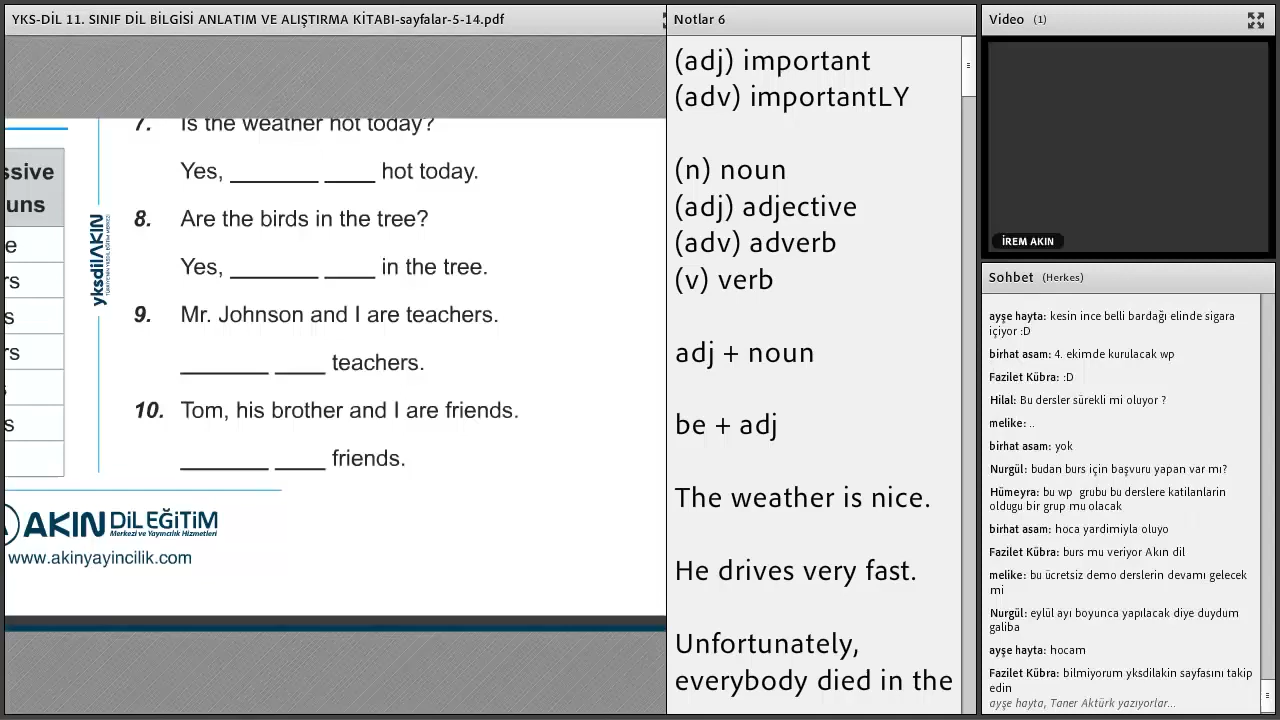 YKS-DİL 11. SINIF DİL BİLGİSİ ANLATIM VE ALIŞTIRMA KİTABI-sayfalar-5-14.pdf
7. Is the weather hot today?
Yes, _______ ____ hot today.
8. Are the birds in the tree?
Yes, _______ ____ in the tree.
9. Mr. Johnson and I are teachers.
_______ ____ teachers.
10. Tom, his brother and I are friends.
_______ ____ friends.
ssive
uns
e
rs
s
rs
s
s
yksdilAKIN
AKIN DİL EĞİTİM
Merkezi ve Yayıncılık Hizmetleri
www.akinyayincilik.com
Notlar 6
(adj) important
(adv) importantLY
(n) noun
(adj) adjective
(adv) adverb
(v) verb
adj + noun
be + adj
The weather is nice.
He drives very fast.
Unfortunately,
everybody died in the
Video (1)
İREM AKIN
Sohbet (Herkes)
ayşe hayta: kesin ince belli bardağı elinde sigara
içiyor :D
birhat asam: 4. ekimde kurulacak wp
Fazilet Kübra: :D
Hilal: Bu dersler sürekli mi oluyor ?
melike: ..
birhat asam: yok
Nurgül: budan burs için başvuru yapan var mı?
Hümeyra: bu wp grubu bu derslere katilanlarin
oldugu bir grup mu olacak
birhat asam: hoca yardimiyla oluyo
Fazilet Kübra: burs mu veriyor Akın dil
melike: bu ücretsiz demo derslerin devamı gelecek
mi
Nurgül: eylül ayı boyunca yapılacak diye duydum
galiba
ayşe hayta: hocam
Fazilet Kübra: bilmiyorum yksdilakin sayfasını takip
edin
ayşe hayta, Taner Aktürk yazıyorlar...